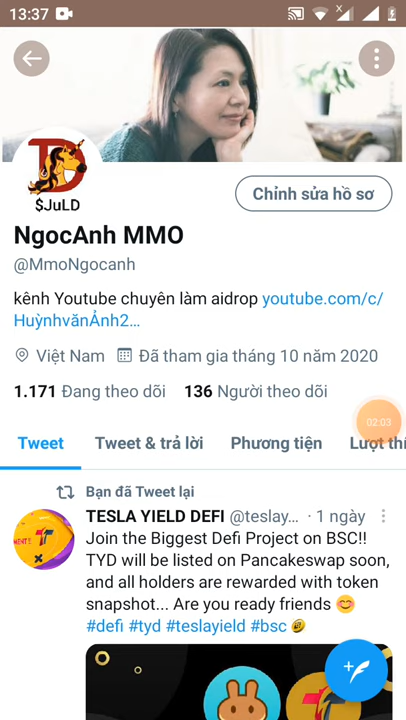 13:37
$JuLD
Chỉnh sửa hồ sơ
NgocAnh MMO
@MmoNgocanh
kênh Youtube chuyên làm aidrop youtube.com/c/
HuỳnhvănẢnh2...
Việt Nam Đã tham gia tháng 10 năm 2020
1.171 Đang theo dõi 136 Người theo dõi
02:03
Tweet Tweet & trả lời Phương tiện Lượt thí
Bạn đã Tweet lại
TESLA YIELD DEFI @teslay... · 1 ngày
Join the Biggest Defi Project on BSC!!
TYD will be listed on Pancakeswap soon,
and all holders are rewarded with token
snapshot... Are you ready friends 😊
#defi #tyd #teslayield #bsc